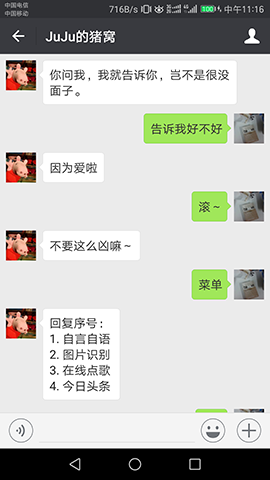 中国电信
中国移动
716B/s
中午11:16
JuJu的猪窝
你问我，我就告诉你，岂不是很没
面子。
告诉我好不好
因为爱啦
滚～
不要这么凶嘛～
菜单
回复序号：
1. 自言自语
2. 图片识别
3. 在线点歌
4. 今日头条